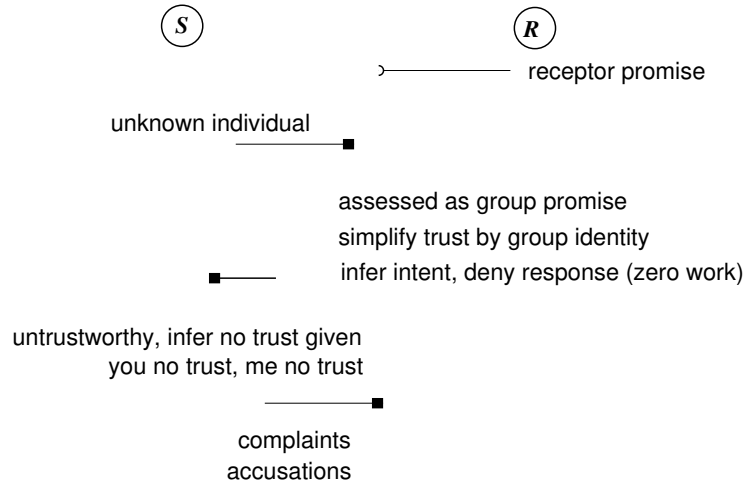 S
R
receptor promise
unknown individual
assessed as group promise
simplify trust by group identity
infer intent, deny response (zero work)
untrustworthy, infer no trust given
you no trust, me no trust
complaints
accusations